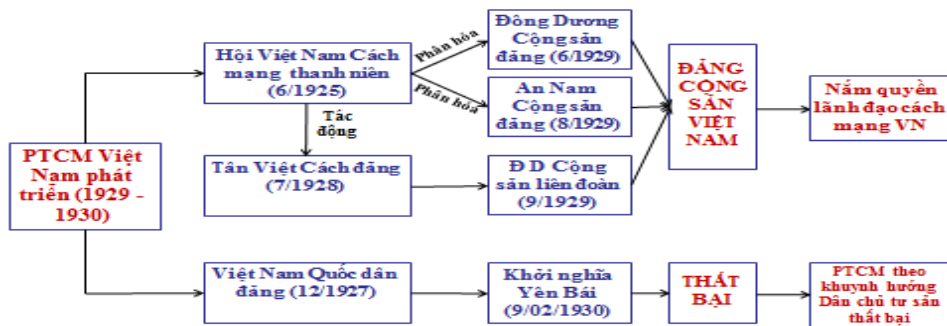 PTCM Việt
Nam phát
triển (1929 -
1930)
Hội Việt Nam Cách
mạng thanh niên
(6/1925)
Phân hóa
Phân hóa
Đông Dương
Cộng sản
đảng (6/1929)
An Nam
Cộng sản
đảng (8/1929)
Tác
động
Tân Việt Cách đảng
(7/1928)
Đ D Cộng
sản liên đoàn
(9/1929)
ĐẢNG
CỘNG
SẢN
VIỆT
NAM
Nắm quyền
lãnh đạo cách
mạng VN
Việt Nam Quốc dân
đảng (12/1927)
Khởi nghĩa
Yên Bái
(9/02/1930)
THẤT
BẠI
PTCM theo
khuynh hướng
Dân chủ tư sản
thất bại